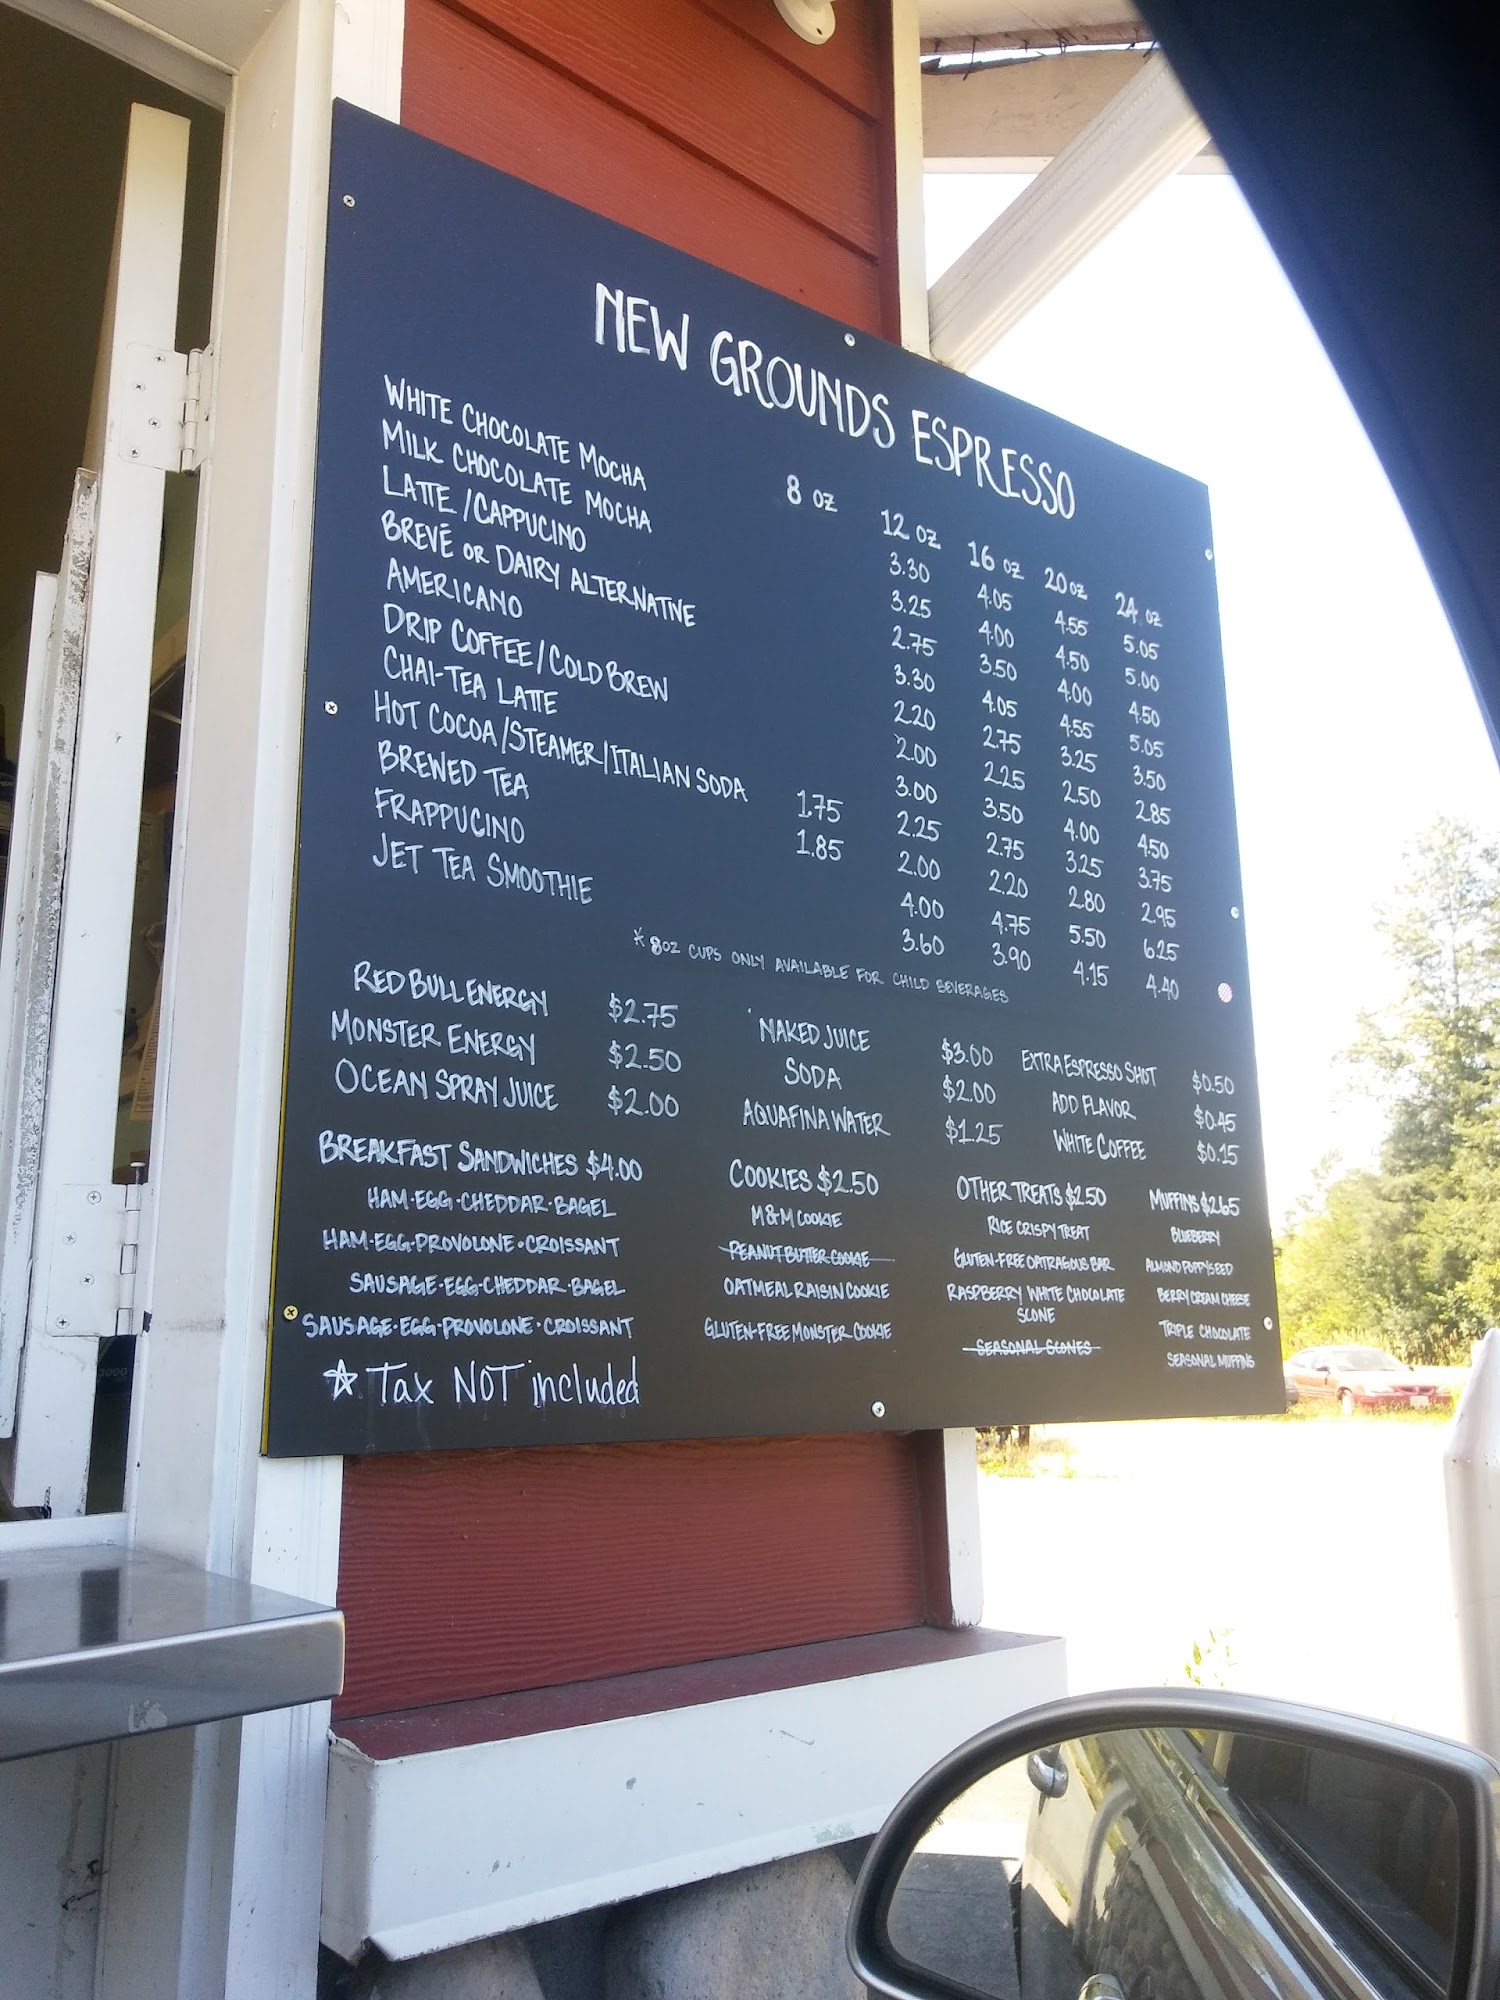 NEW GROUNDS ESPRESSO
8 OZ 12 OZ 16 OZ 20 OZ 24 OZ
WHITE CHOCOLATE MOCHA 3.30 4.05 4.55 5.05
MILK CHOCOLATE MOCHA 3.25 4.00 4.50 5.00
LATTE/CAPPUCINO 2.75 3.50 4.00 4.50
BREVÉ OR DAIRY ALTERNATIVE 3.30 4.05 4.55 5.05
AMERICANO 2.20 2.75 3.25 3.50
DRIP COFFEE/COLD BREW 2.00 2.25 2.50 2.85
CHAI-TEA LATTE 3.00 3.50 4.00 4.50
HOT COCOA/STEAMER/ITALIAN SODA 1.75 2.25 2.75 3.25 3.75
BREWED TEA 1.85 2.00 2.20 2.80 2.95
FRAPPUCINO 4.00 4.75 5.50 6.25
JET TEA SMOOTHIE 3.60 3.90 4.15 4.40
* 8OZ CUPS ONLY AVAILABLE FOR CHILD BEVERAGES
RED BULL ENERGY $2.75
MONSTER ENERGY $2.50
OCEAN SPRAY JUICE $2.00
NAKED JUICE $3.00
SODA $2.00
AQUAFINA WATER $1.25
EXTRA ESPRESSO SHOT $0.50
ADD FLAVOR $0.45
WHITE COFFEE $0.15
BREAKFAST SANDWICHES $4.00
HAM·EGG·CHEDDAR·BAGEL
HAM·EGG·PROVOLONE·CROISSANT
SAUSAGE·EGG·CHEDDAR·BAGEL
SAUSAGE·EGG·PROVOLONE·CROISSANT
COOKIES $2.50
M&M COOKIE
PEANUT BUTTER COOKIE
OATMEAL RAISIN COOKIE
GLUTEN-FREE MONSTER COOKIE
OTHER TREATS $2.50
RICE CRISPY TREAT
GLUTEN-FREE OATRAGOUS BAR
RASPBERRY WHITE CHOCOLATE
SCONE
SEASONAL SCONES
MUFFINS $2.65
BLUEBERRY
ALMOND POPPYSEED
BERRY CREAM CHEESE
TRIPLE CHOCOLATE
SEASONAL MUFFINS
☆ Tax NOT included
3000